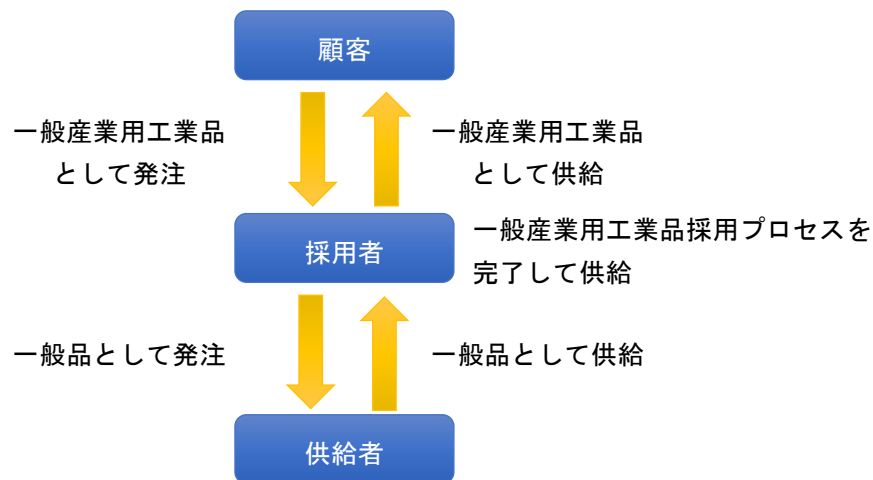 顧客
一般産業用工業品
として発注
一般産業用工業品
として供給
採用者
一般産業用工業品採用プロセスを
完了して供給
一般品として発注
一般品として供給
供給者